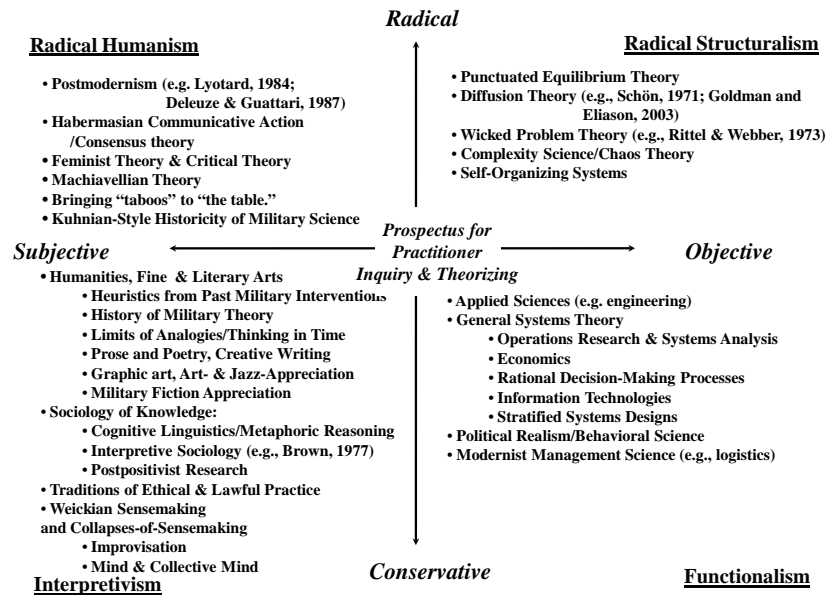 Radical
Radical Humanism
Radical Structuralism
• Postmodernism (e.g. Lyotard, 1984;
Deleuze & Guattari, 1987)
• Habermasian Communicative Action
/Consensus theory
• Feminist Theory & Critical Theory
• Machiavellian Theory
• Bringing “taboos” to “the table.”
• Kuhnian-Style Historicity of Military Science
• Punctuated Equilibrium Theory
• Diffusion Theory (e.g., Schön, 1971; Goldman and
Eliason, 2003)
• Wicked Problem Theory (e.g., Rittel & Webber, 1973)
• Complexity Science/Chaos Theory
• Self-Organizing Systems
Subjective
Prospectus for
Practitioner
Inquiry & Theorizing
Objective
• Humanities, Fine & Literary Arts
• Heuristics from Past Military Interventions
• History of Military Theory
• Limits of Analogies/Thinking in Time
• Prose and Poetry, Creative Writing
• Graphic art, Art- & Jazz-Appreciation
• Military Fiction Appreciation
• Sociology of Knowledge:
• Cognitive Linguistics/Metaphoric Reasoning
• Interpretive Sociology (e.g., Brown, 1977)
• Postpositivist Research
• Traditions of Ethical & Lawful Practice
• Weickian Sensemaking
and Collapses-of-Sensemaking
• Improvisation
• Mind & Collective Mind
• Applied Sciences (e.g. engineering)
• General Systems Theory
• Operations Research & Systems Analysis
• Economics
• Rational Decision-Making Processes
• Information Technologies
• Stratified Systems Designs
• Political Realism/Behavioral Science
• Modernist Management Science (e.g., logistics)
Interpretivism
Conservative
Functionalism